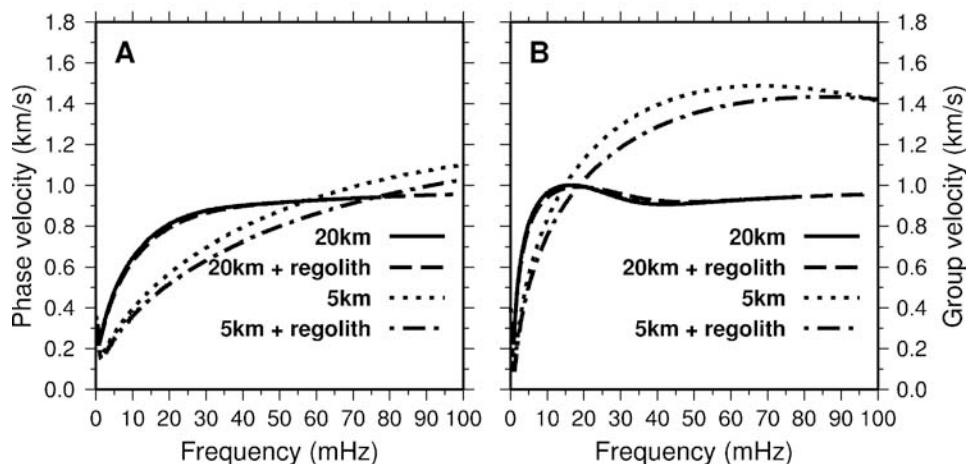 A
Phase velocity (km/s)
1.8
1.6
1.4
1.2
1.0
0.8
0.6
0.4
0.2
0.0
20km
20km + regolith
5km
5km + regolith
0 10 20 30 40 50 60 70 80 90 100
Frequency (mHz)
B
20km
20km + regolith
5km
5km + regolith
0 10 20 30 40 50 60 70 80 90 100
Frequency (mHz)
1.8
1.6
1.4
1.2
1.0
0.8
0.6
0.4
0.2
0.0
Group velocity (km/s)